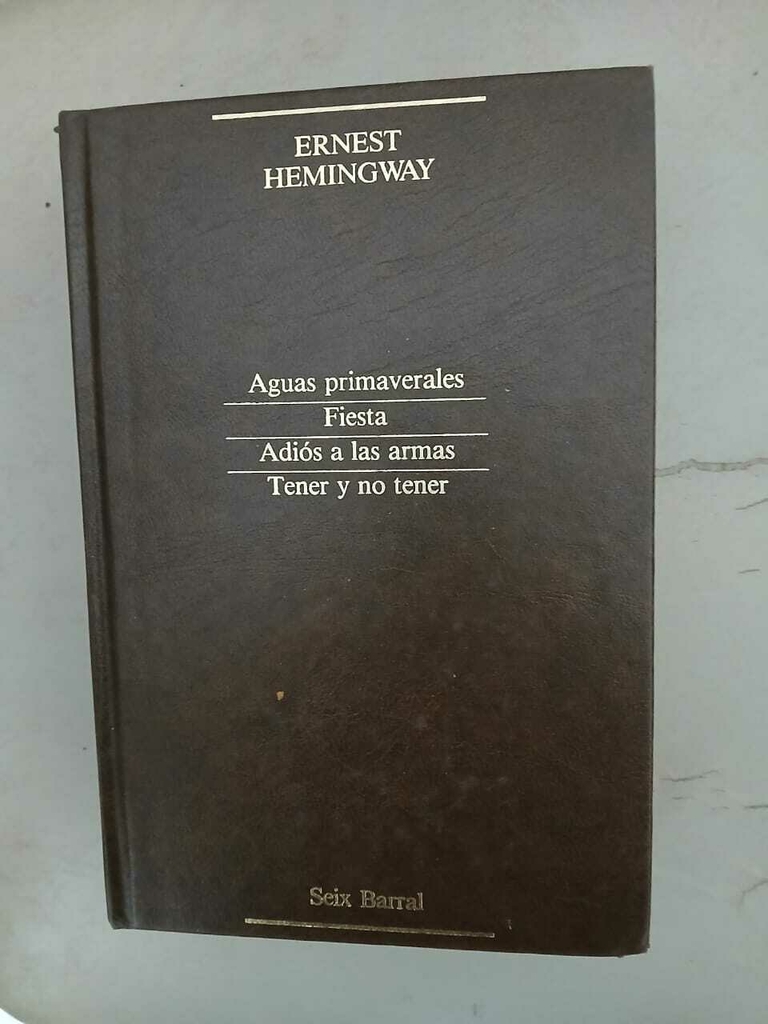 ERNEST
HEMINGWAY
Aguas primaverales
Fiesta
Adiós a las armas
Tener y no tener
Seix Barral